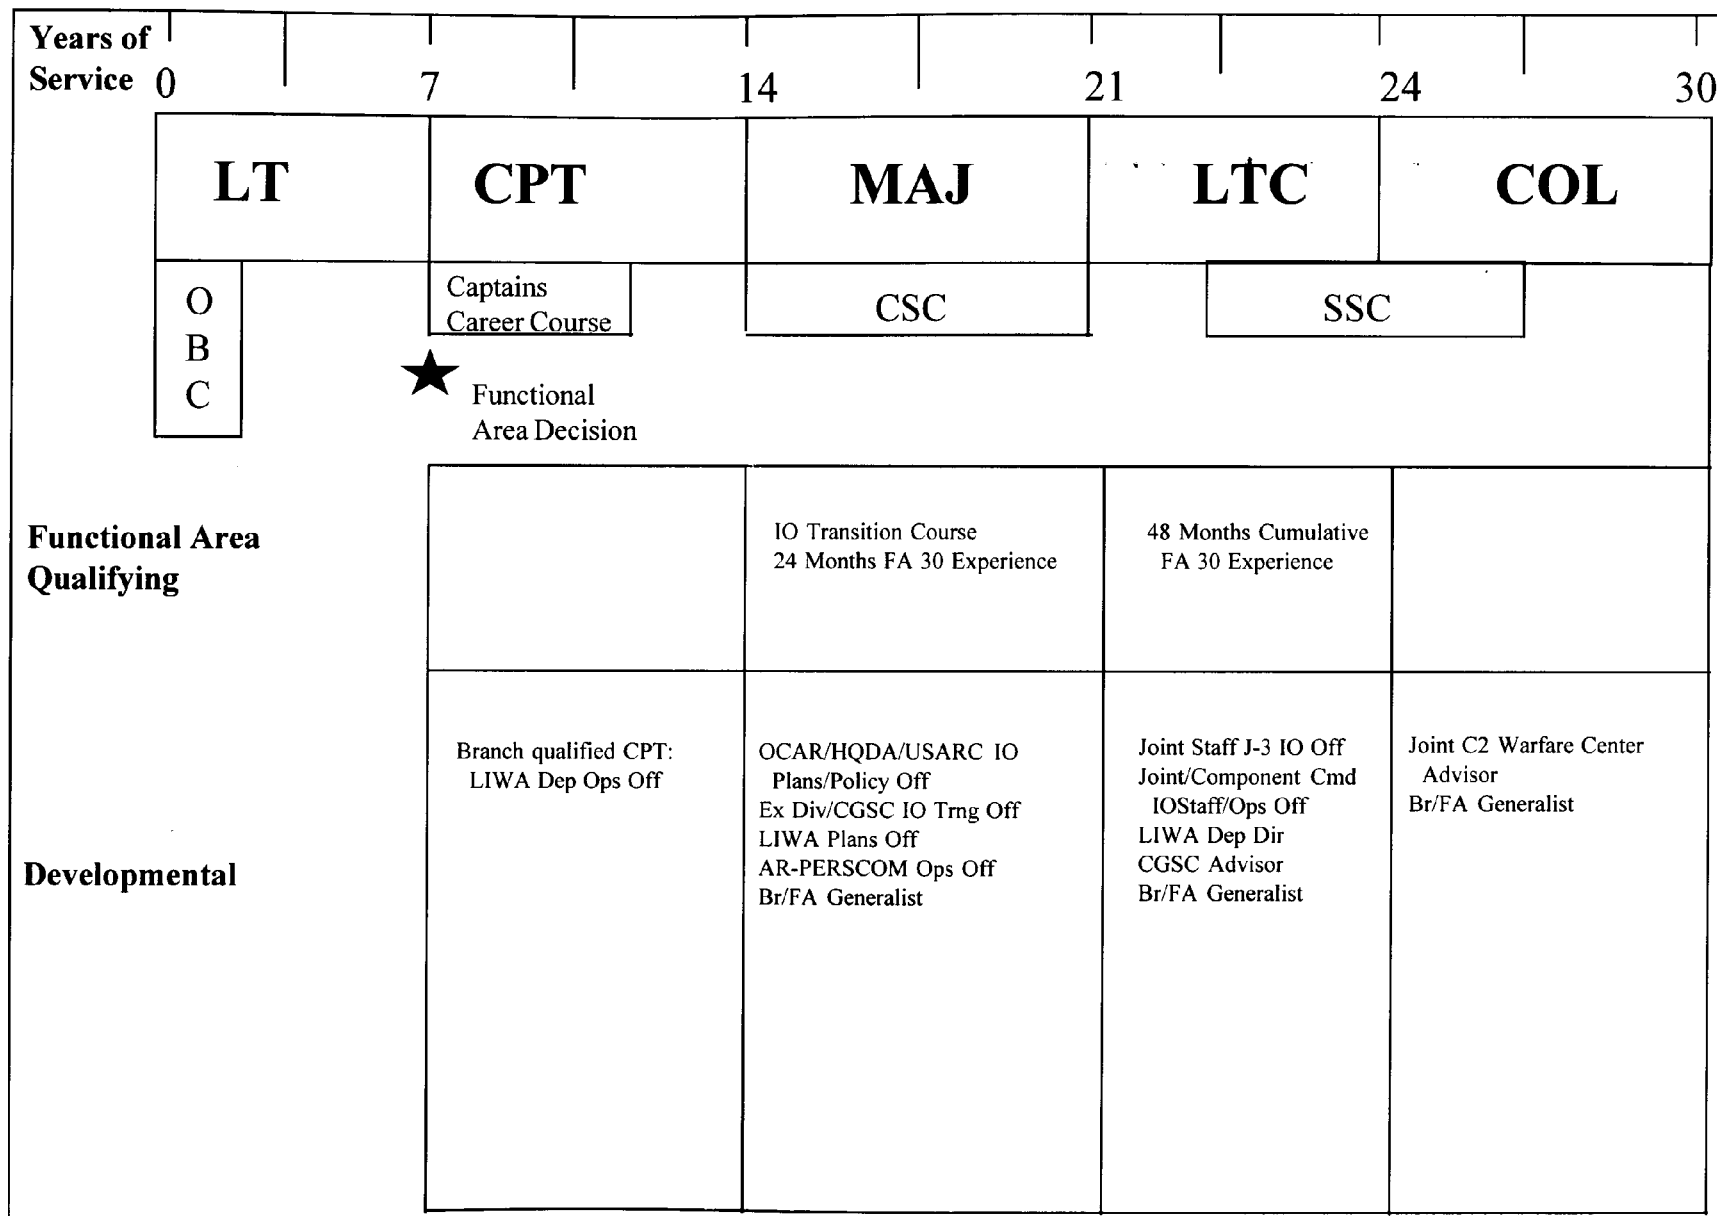 Years of
Service 0 7 14 21 24 30
LT CPT MAJ LTC COL
O
B
C
Captains
Career Course
CSC
SSC
Functional
Area Decision
Functional Area
Qualifying
IO Transition Course
24 Months FA 30 Experience
48 Months Cumulative
FA 30 Experience
Developmental
Branch qualified CPT:
LIWA Dep Ops Off
OCAR/HQDA/USARC IO
Plans/Policy Off
Ex Div/CGSC IO Trng Off
LIWA Plans Off
AR-PERSCOM Ops Off
Br/FA Generalist
Joint Staff J-3 IO Off
Joint/Component Cmd
IOStaff/Ops Off
LIWA Dep Dir
CGSC Advisor
Br/FA Generalist
Joint C2 Warfare Center
Advisor
Br/FA Generalist